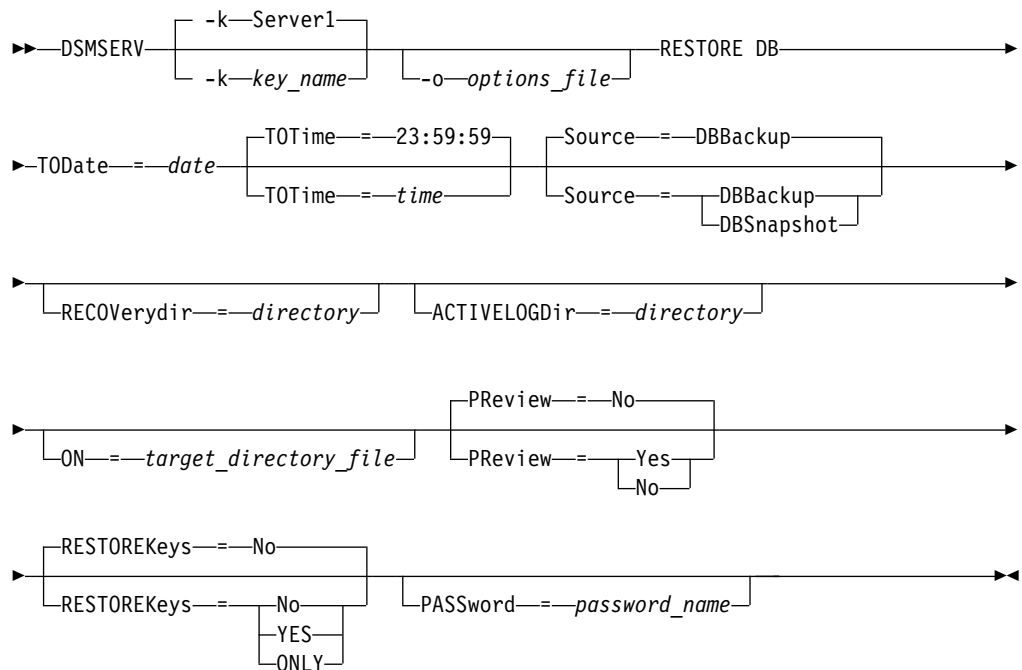 -k Server1
DSMSERV RESTORE DB
-k key_name -o options_file
TOTime = 23:59:59 Source = DBBackup
TODate = date
TOTime = time Source = DBBackup
DBSnapshot
RECOVerydir = directory ACTIVELOGDir = directory
PReview = No
ON = target_directory_file PReview = Yes
No
RESTOREKeys = No
RESTOREKeys = No PASSword = password_name
YES
ONLY